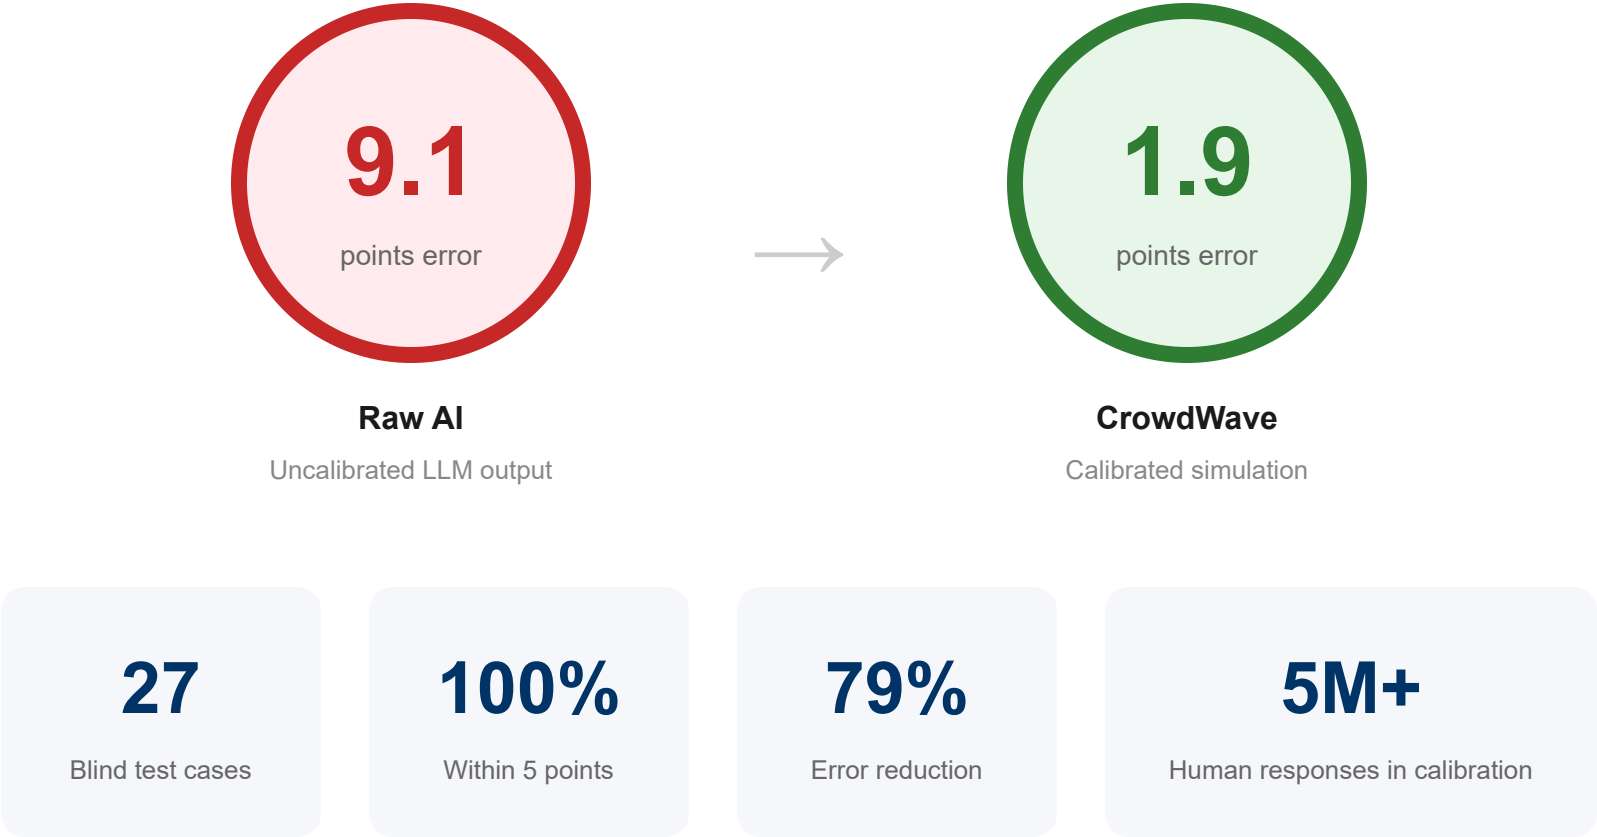 9.1
points error
Raw AI
Uncalibrated LLM output
→
1.9
points error
CrowdWave
Calibrated simulation
27
Blind test cases
100%
Within 5 points
79%
Error reduction
5M+
Human responses in calibration